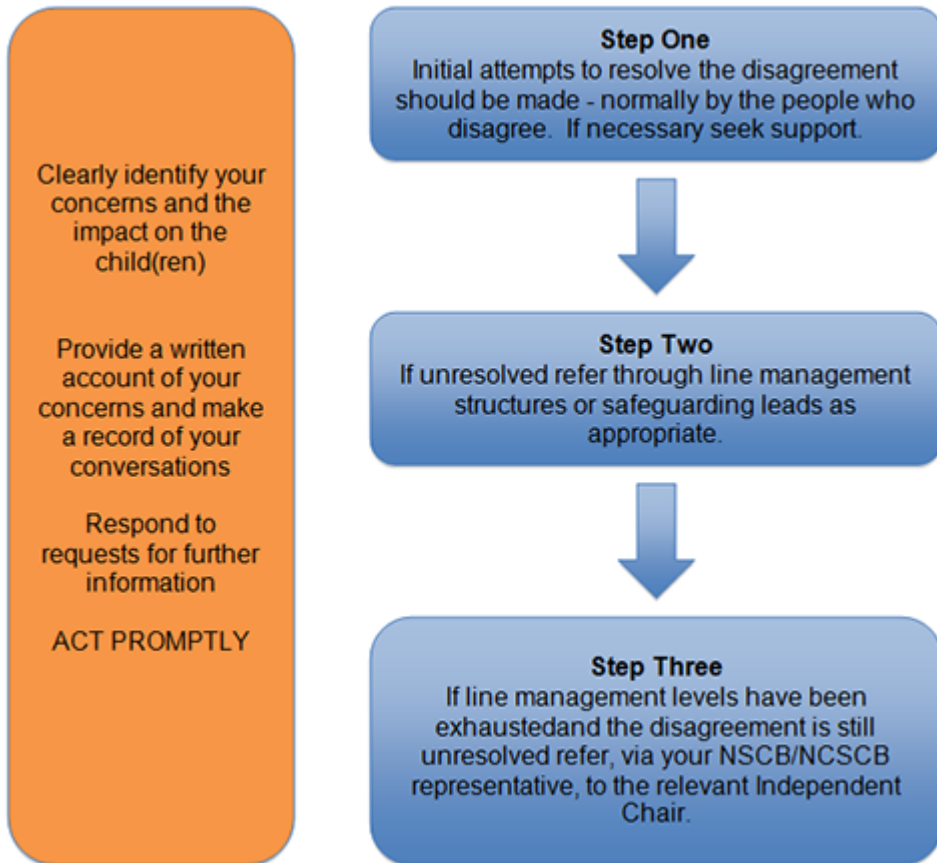 Clearly identify your
concerns and the
impact on the
child(ren)
Provide a written
account of your
concerns and make
a record of your
conversations
Respond to
requests for further
information
ACT PROMPTLY
Step One
Initial attempts to resolve the disagreement
should be made - normally by the people who
disagree. If necessary seek support.
Step Two
If unresolved refer through line management
structures or safeguarding leads as
appropriate.
Step Three
If line management levels have been
exhaustedand the disagreement is still
unresolved refer, via your NSCB/NCSCB
representative, to the relevant Independent
Chair.